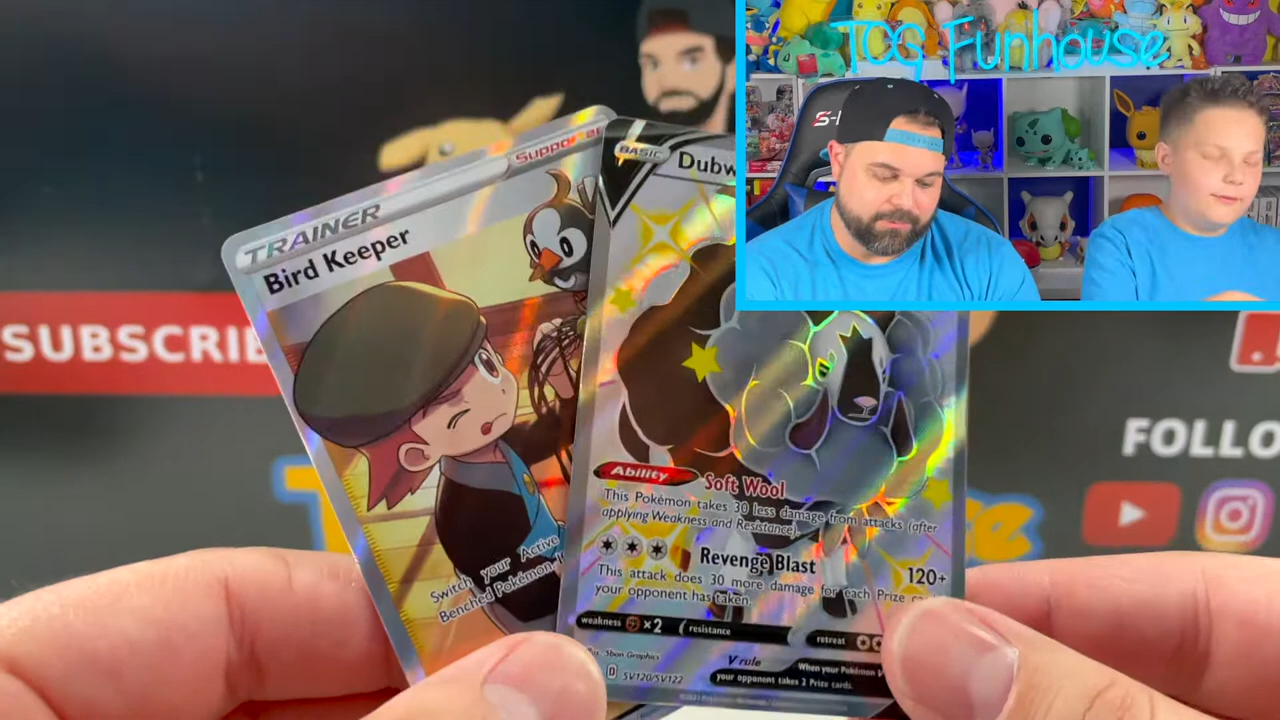 TCG Funhouse
SUBSCRIB
FOLLO
TRAINER
Supporter
Bird Keeper
Switch your Active
Benched Pokémon.
BASIC
Dubw
Ability Soft Wool
This Pokémon takes 30 less damage from attacks (after
applying Weakness and Resistance).
Revenge Blast 120+
This attack does 30 more damage for each Prize
your opponent has taken.
weakness ×2 resistance retreat
Illus. 5ban Graphics
V rule When your Pokémon V
your opponent takes 2 Prize cards.
D SV120/SV122